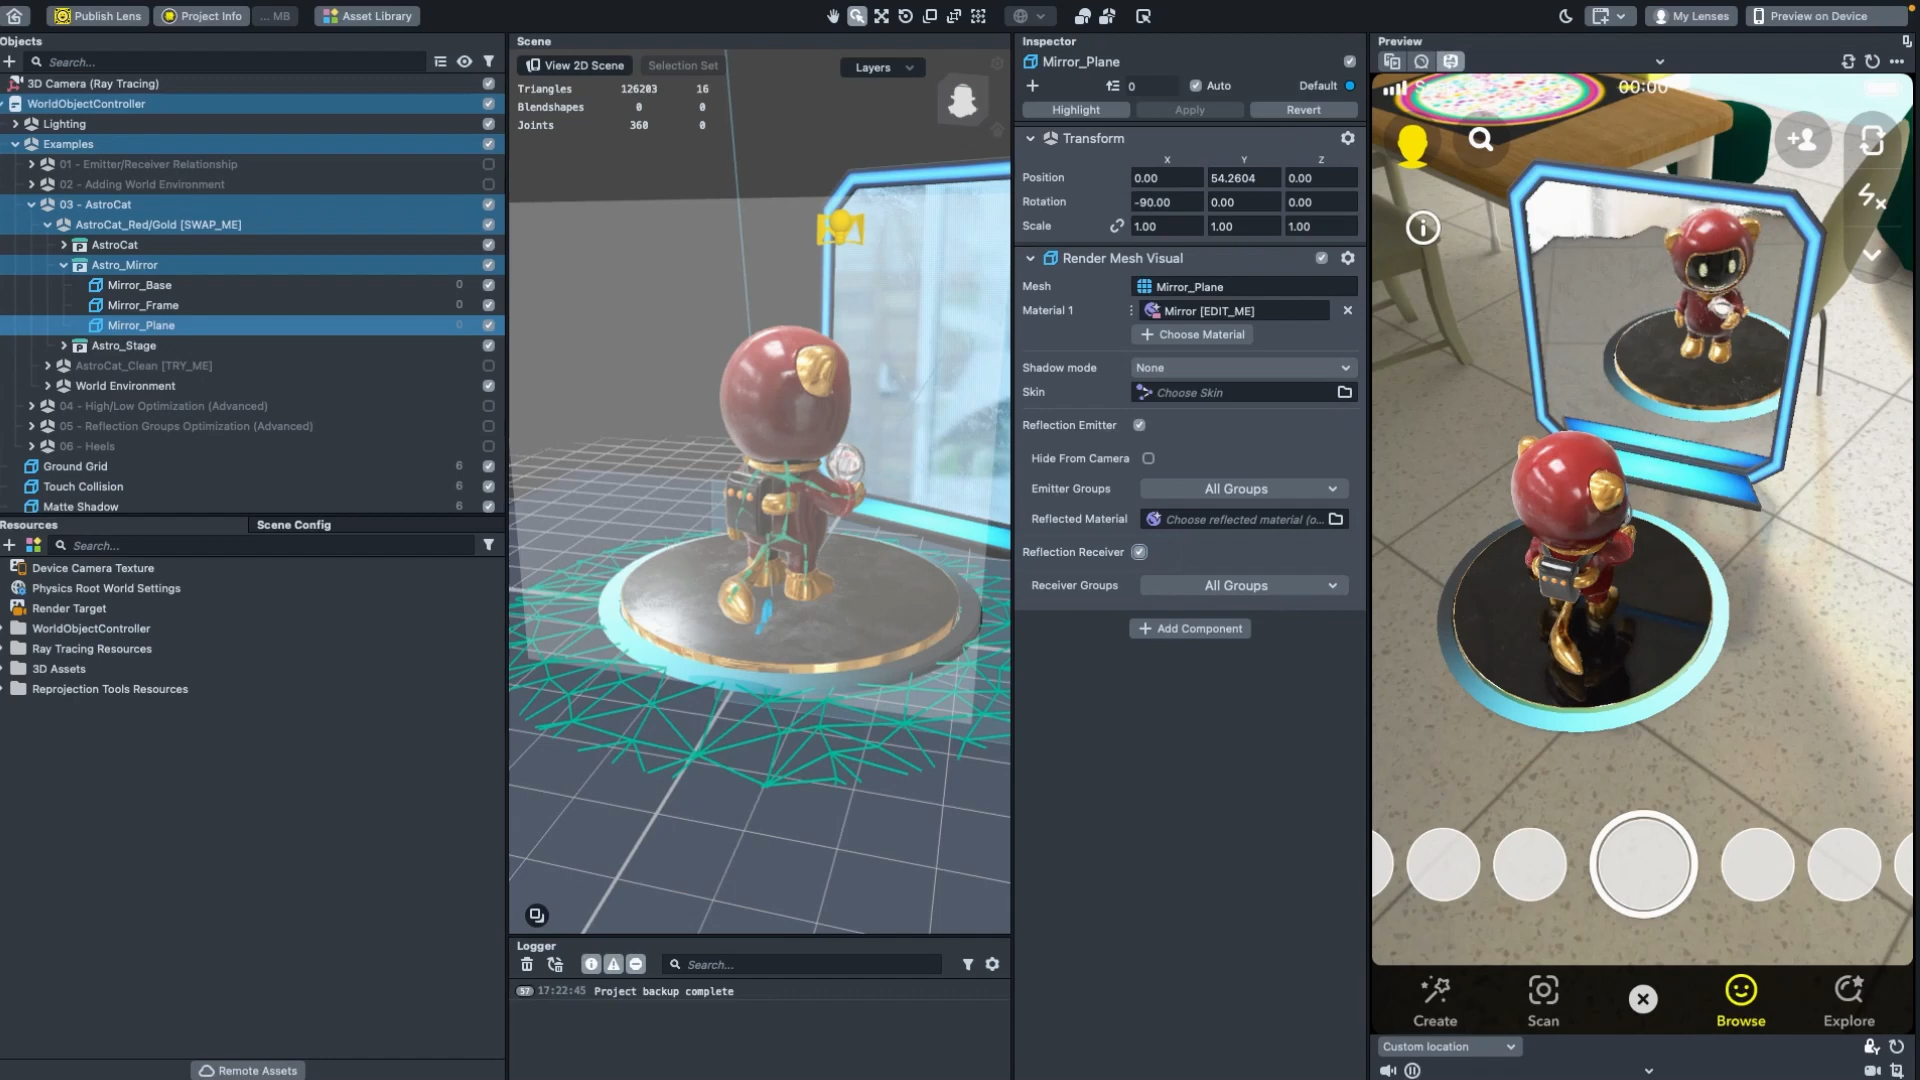 Publish Lens
Project Info
... MB
Asset Library
My Lenses
Preview on Device
Objects
Search...
3D Camera (Ray Tracing)
WorldObjectController
Lighting
Examples
01 - Emitter/Receiver Relationship
02 - Adding World Environment
03 - AstroCat
AstroCat_Red/Gold [SWAP_ME]
AstroCat
Astro_Mirror
Mirror_Base 0
Mirror_Frame 0
Mirror_Plane 0
Astro_Stage
AstroCat_Clean [TRY_ME]
World Environment
04 - High/Low Optimization (Advanced)
05 - Reflection Groups Optimization (Advanced)
06 - Heels
Ground Grid 6
Touch Collision 6
Matte Shadow 6
Resources
Scene Config
Search...
Device Camera Texture
Physics Root World Settings
Render Target
WorldObjectController
Ray Tracing Resources
3D Assets
Reprojection Tools Resources
Remote Assets
Scene
View 2D Scene
Selection Set
Layers
Triangles 126203 16
Blendshapes 0 0
Joints 360 0
Logger
Search...
57 17:22:45 Project backup complete
Inspector
Mirror_Plane
0
Auto
Default
Highlight
Apply
Revert
Transform
X Y Z
Position 0.00 54.2604 0.00
Rotation -90.00 0.00 0.00
Scale 1.00 1.00 1.00
Render Mesh Visual
Mesh Mirror_Plane
Material 1 Mirror [EDIT_ME]
Choose Material
Shadow mode None
Skin Choose Skin
Reflection Emitter
Hide From Camera
Emitter Groups All Groups
Reflected Material Choose reflected material (o...
Reflection Receiver
Receiver Groups All Groups
Add Component
Preview
00:00
Create
Scan
Browse
Explore
Custom location